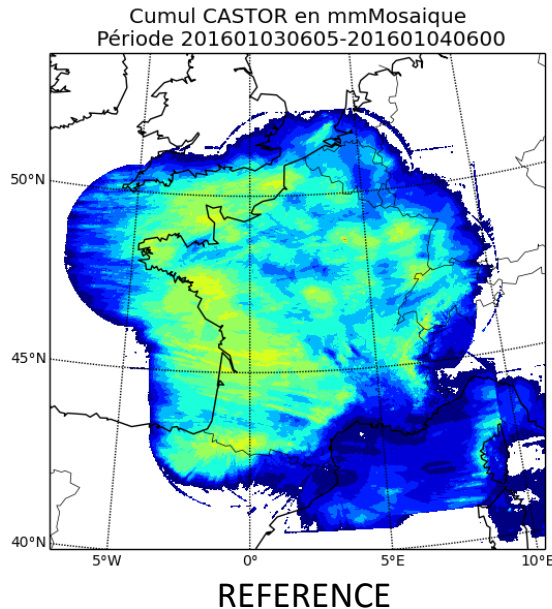 Cumul CASTOR en mmMosaique
Période 201601030605-201601040600
50°N
45°N
40°N
5°W
0°
5°E
10°E
REFERENCE